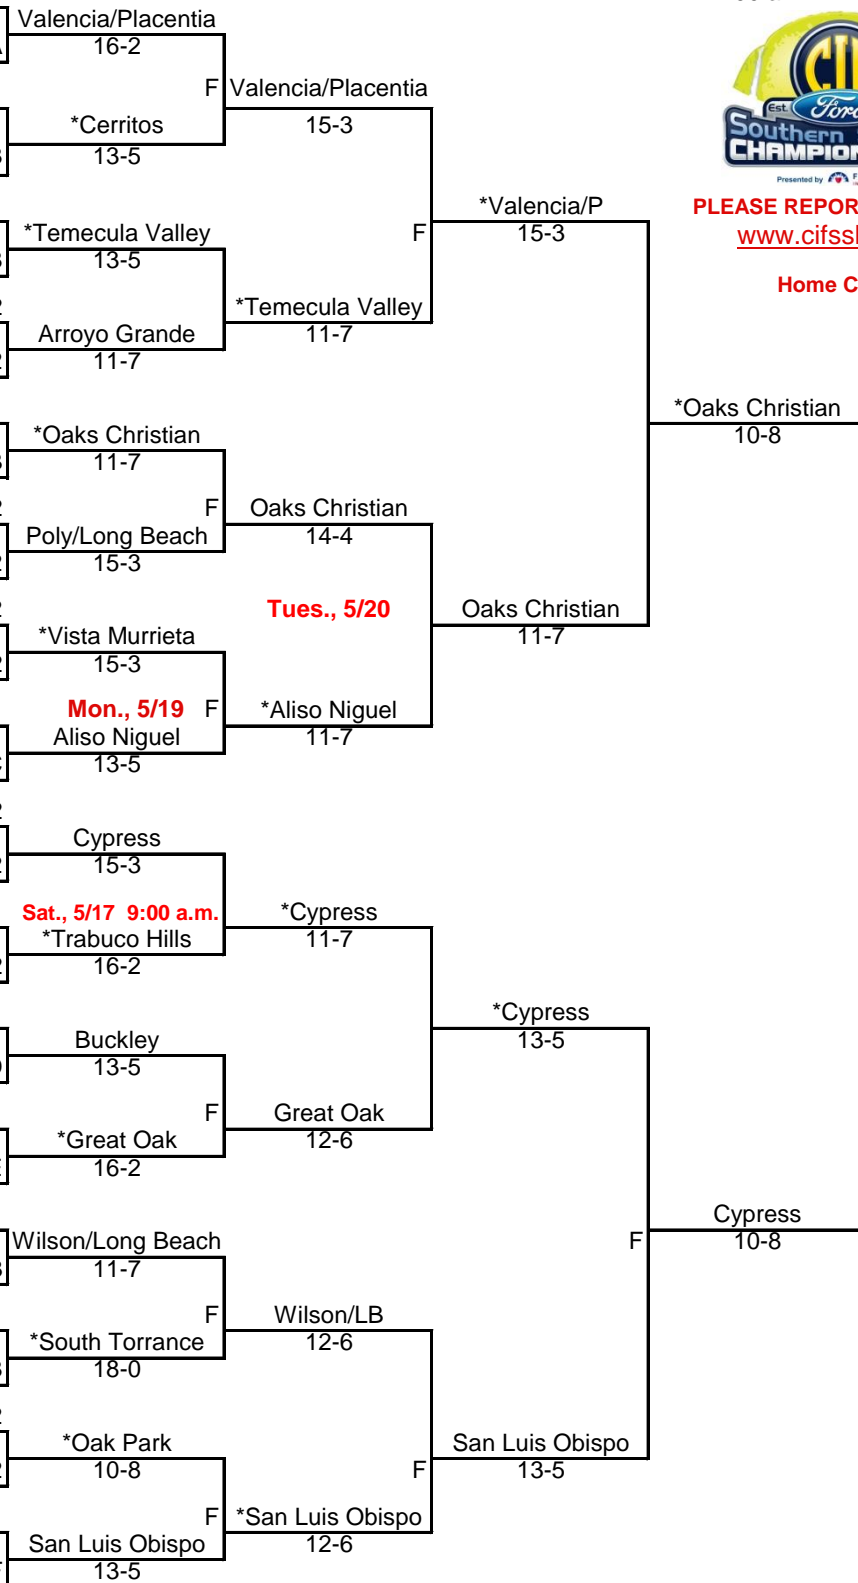 Valencia/Placentia
16-2
F
Valencia/Placentia
*Cerritos
15-3
13-5
Est.
Ford
Southern
CHAMPION
Presented by
*Valencia/P
PLEASE REPOR
*Temecula Valley
F
15-3
www.cifss
13-5
Home C
*Temecula Valley
Arroyo Grande
11-7
11-7
*Oaks Christian
*Oaks Christian
10-8
11-7
F
Oaks Christian
Poly/Long Beach
14-4
15-3
Tues., 5/20
Oaks Christian
*Vista Murrieta
11-7
15-3
Mon., 5/19
F
*Aliso Niguel
Aliso Niguel
11-7
13-5
Cypress
15-3
Sat., 5/17 9:00 a.m.
*Cypress
*Trabuco Hills
11-7
16-2
*Cypress
Buckley
13-5
13-5
F
Great Oak
*Great Oak
12-6
16-2
Cypress
Wilson/Long Beach
F
10-8
11-7
F
Wilson/LB
*South Torrance
12-6
18-0
*Oak Park
San Luis Obispo
10-8
F
13-5
F
*San Luis Obispo
San Luis Obispo
12-6
13-5